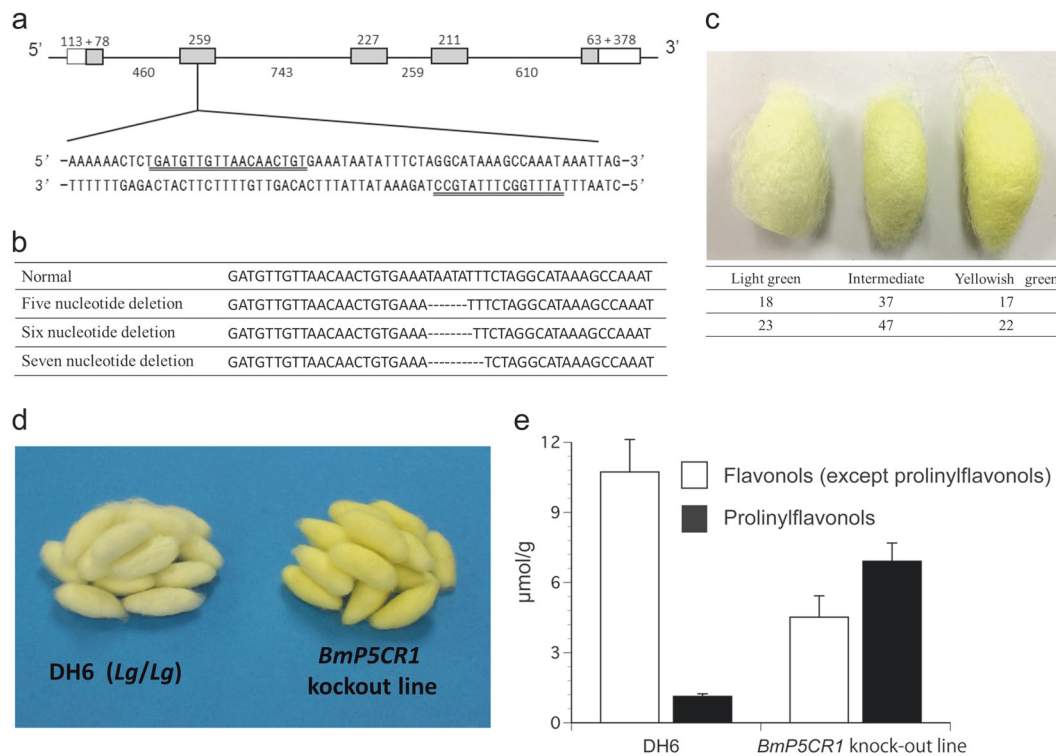 a
113 + 78 259 227 211 63 + 378
5’ 3’
460 743 259 610
5’ -AAAAAACTCTGATGTTGTTAACAACTGTGAAATAATATTTCTAGGCATAAAGCCAAATAAATTAG-3’
3’ -TTTTTTGAGACTACTTCTTTTGTTGACACTTTATTATAAAGATCCGTATTTCGGTTTATTTAATC-5’
b
Normal GATGTTGTTAACAACTGTGAAATAATATTTCTAGGCATAAAGCCAAAT
Five nucleotide deletion GATGTTGTTAACAACTGTGAAA-------TTTCTAGGCATAAAGCCAAAT
Six nucleotide deletion GATGTTGTTAACAACTGTGAAA--------TTCTAGGCATAAAGCCAAAT
Seven nucleotide deletion GATGTTGTTAACAACTGTGAAA----------TCTAGGCATAAAGCCAAAT
c
Light green Intermediate Yellowish green
18 37 17
23 47 22
d
DH6 (Lg/Lg)
BmP5CR1
kockout line
e
12
9
6
3
0
µmol/g
Flavonols (except prolinylflavonols)
Prolinylflavonols
DH6 BmP5CR1 knock-out line